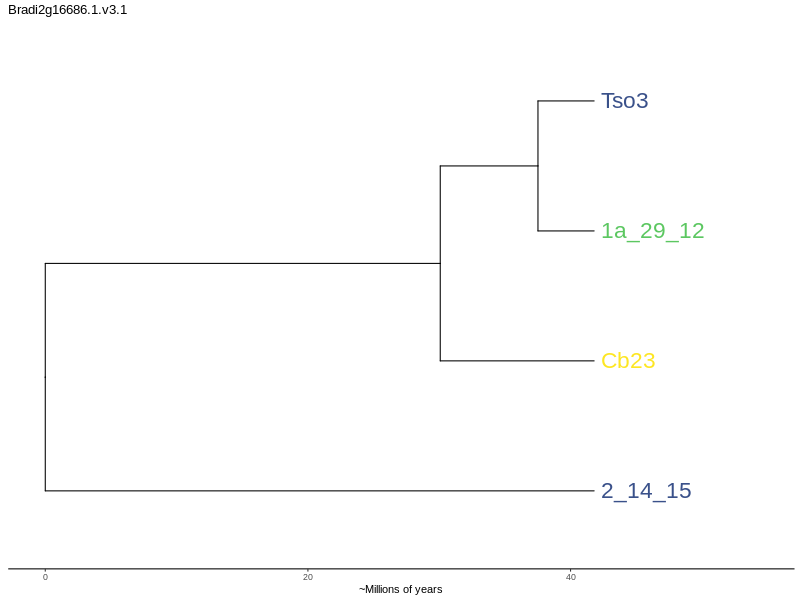 Bradi2g16686.1.v3.1
Tso3
1a_29_12
Cb23
2_14_15
0 20 40
~Millions of years